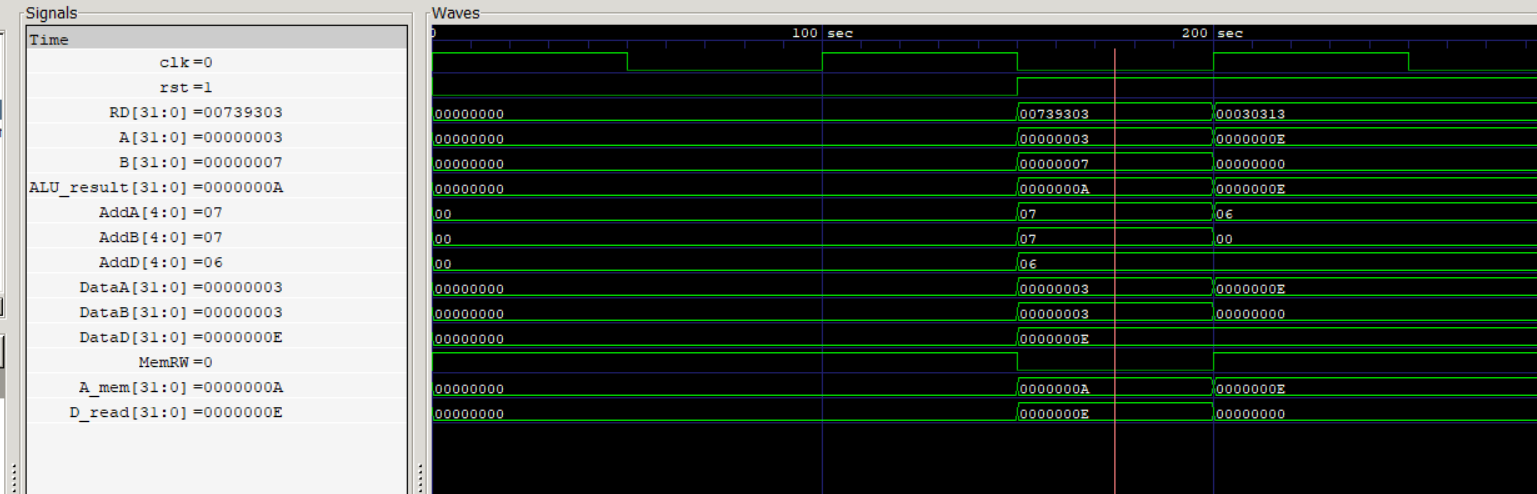 Signals Waves
Time 0 100 sec 200 sec
clk=0
rst=1
RD[31:0]=00739303 00000000 00739303 00030313
A[31:0]=00000003 00000000 00000003 0000000E
B[31:0]=00000007 00000000 00000007 00000000
ALU_result[31:0]=0000000A 00000000 0000000A 0000000E
AddA[4:0]=07 00 07 06
AddB[4:0]=07 00 07 00
AddD[4:0]=06 00 06
DataA[31:0]=00000003 00000000 00000003 0000000E
DataB[31:0]=00000003 00000000 00000003 00000000
DataD[31:0]=0000000E 00000000 0000000E
MemRW=0
A_mem[31:0]=0000000A 00000000 0000000A 0000000E
D_read[31:0]=0000000E 00000000 0000000E 00000000